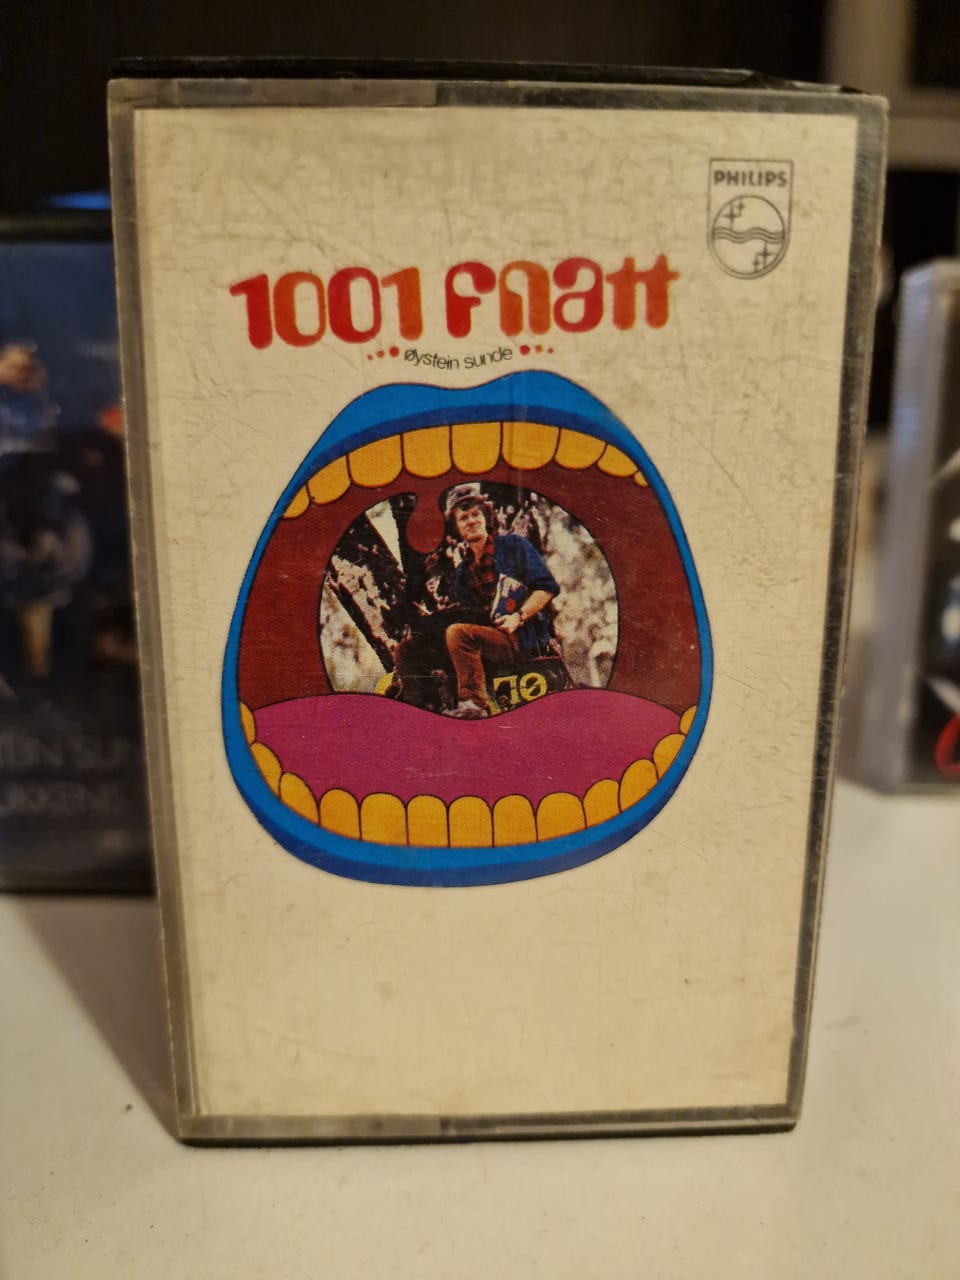 PHILIPS
1001 Fnatt
...Øystein sunde...
70